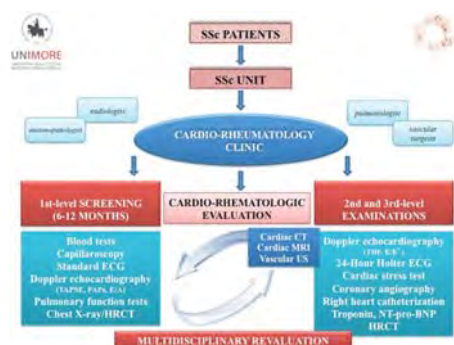 SSc PATIENTS
UNIMORE
SSc UNIT
radiologist
pulmonologist
CARDIO-RHEUMATOLOGY
CLINIC
vascular
surgeon
1st-level SCREENING
(6-12 MONTHS)
CARDIO-RHEMATOLOGIC
EVALUATION
2nd and 3rd-level
EXAMINATIONS
Blood tests
Capillaroscopy
Standard ECG
Doppler echocardiography
(TAPSE, PAPs, E/A)
Pulmonary function tests
Chest X-ray/HRCT
Cardiac CT
Cardiac MRI
Vascular US
Doppler echocardiography
24-Hour Holter ECG
Cardiac stress test
Coronary angiography
Right heart catheterization
Troponin, NT-pro-BNP
HRCT
MULTIDISCIPLINARY REVALUATION